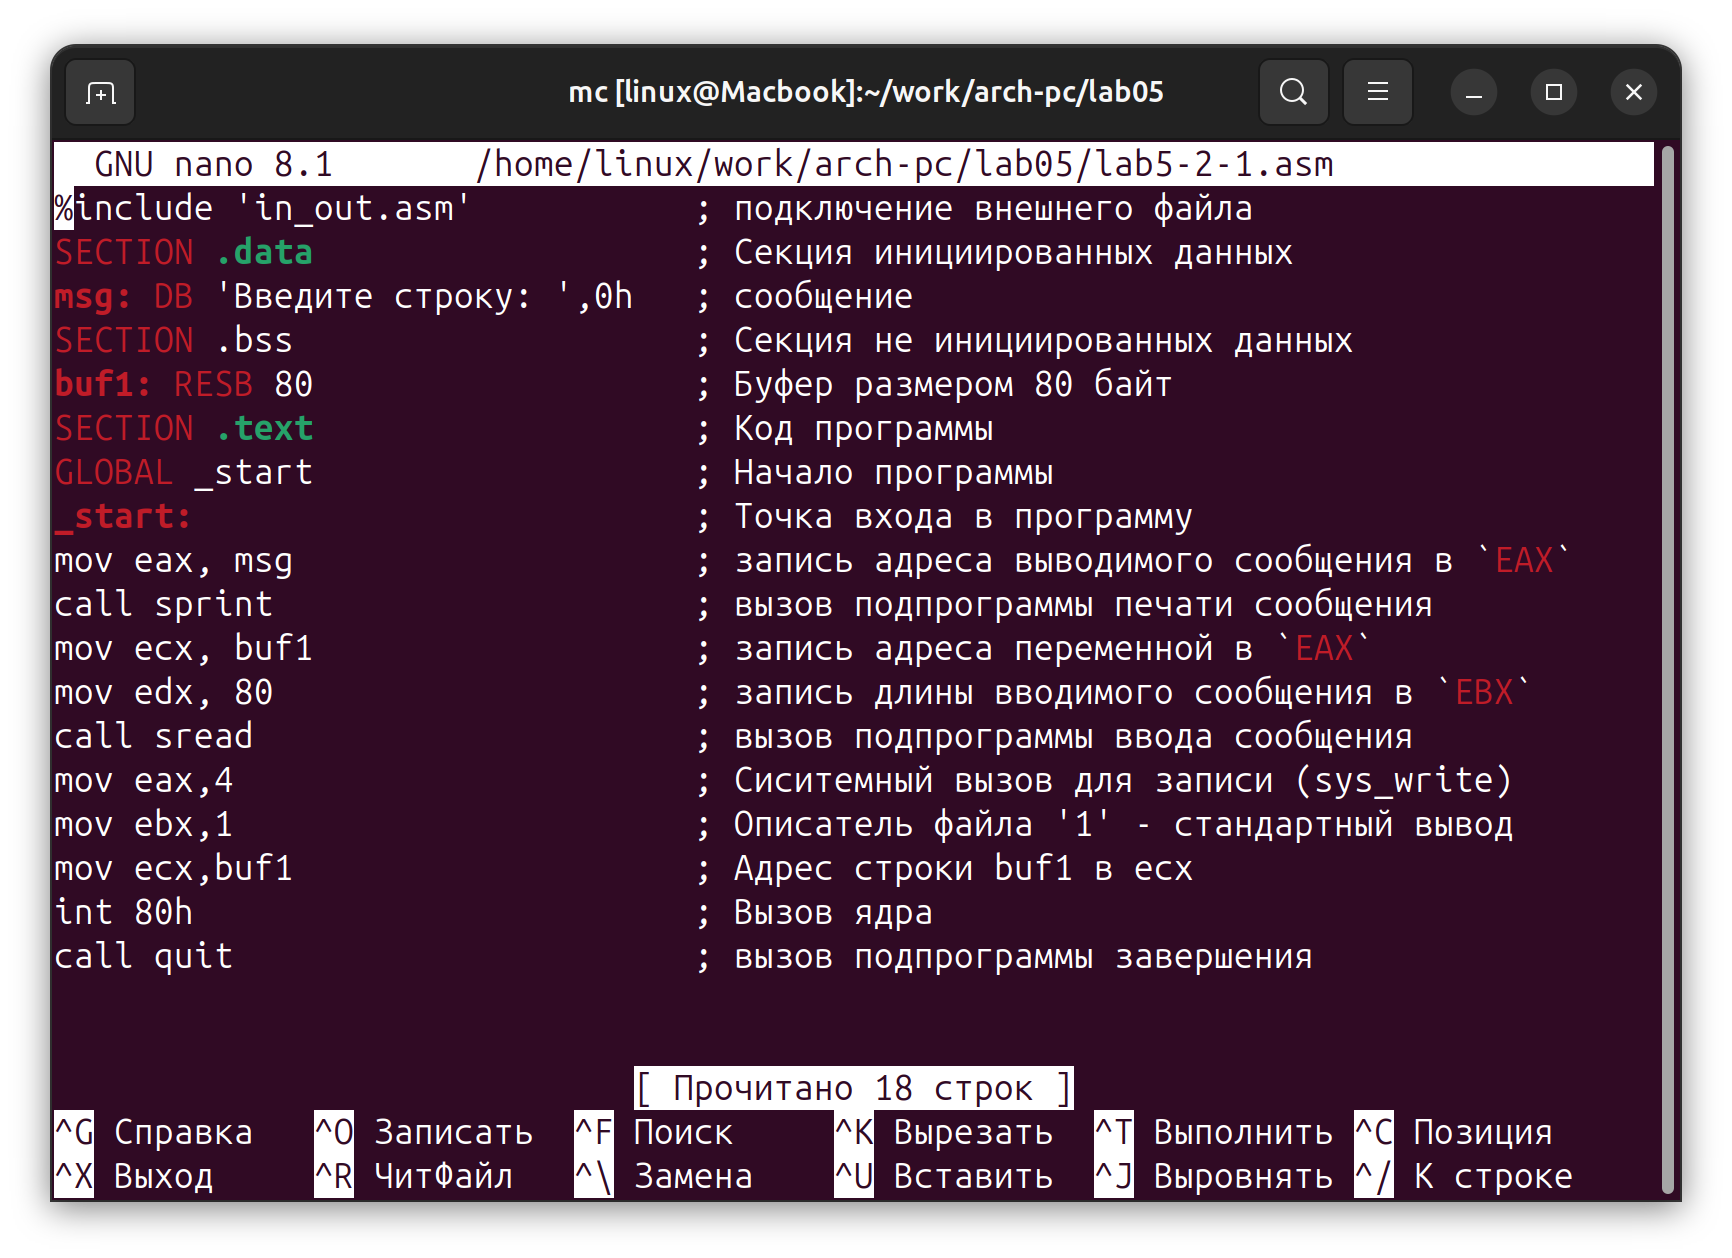 mc [linux@Macbook]:~/work/arch-pc/lab05
GNU nano 8.1 /home/linux/work/arch-pc/lab05/lab5-2-1.asm
%include 'in_out.asm' ; подключение внешнего файла
SECTION .data ; Секция инициированных данных
msg: DB 'Введите строку: ',0h ; сообщение
SECTION .bss ; Секция не инициированных данных
buf1: RESB 80 ; Буфер размером 80 байт
SECTION .text ; Код программы
GLOBAL _start ; Начало программы
_start: ; Точка входа в программу
mov eax, msg ; запись адреса выводимого сообщения в `EAX`
call sprint ; вызов подпрограммы печати сообщения
mov ecx, buf1 ; запись адреса переменной в `EAX`
mov edx, 80 ; запись длины вводимого сообщения в `EBX`
call sread ; вызов подпрограммы ввода сообщения
mov eax,4 ; Сиситемный вызов для записи (sys_write)
mov ebx,1 ; Описатель файла '1' - стандартный вывод
mov ecx,buf1 ; Адрес строки buf1 в ecx
int 80h ; Вызов ядра
call quit ; вызов подпрограммы завершения
[ Прочитано 18 строк ]
^G Справка ^O Записать ^F Поиск ^K Вырезать ^T Выполнить ^C Позиция
^X Выход ^R ЧитФайл ^\ Замена ^U Вставить ^J Выровнять ^/ К строке